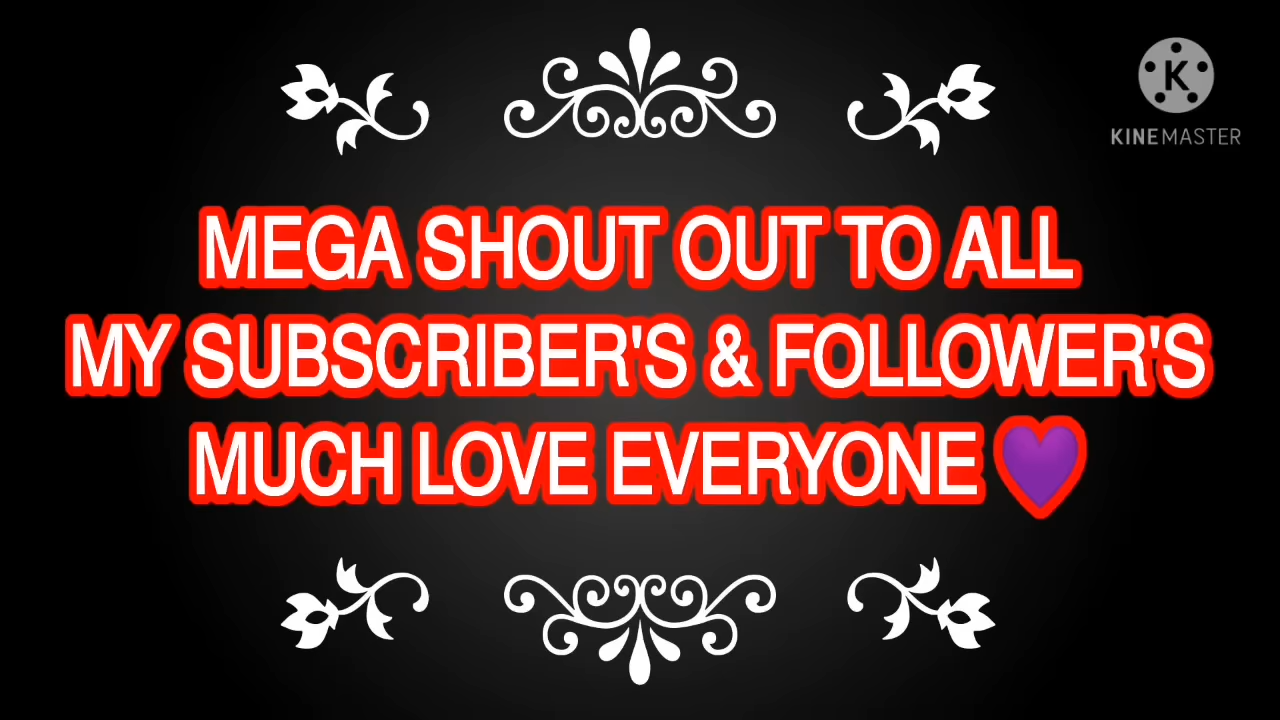 K
KINEMASTER
MEGA SHOUT OUT TO ALL
MY SUBSCRIBER'S & FOLLOWER'S
MUCH LOVE EVERYONE 💜